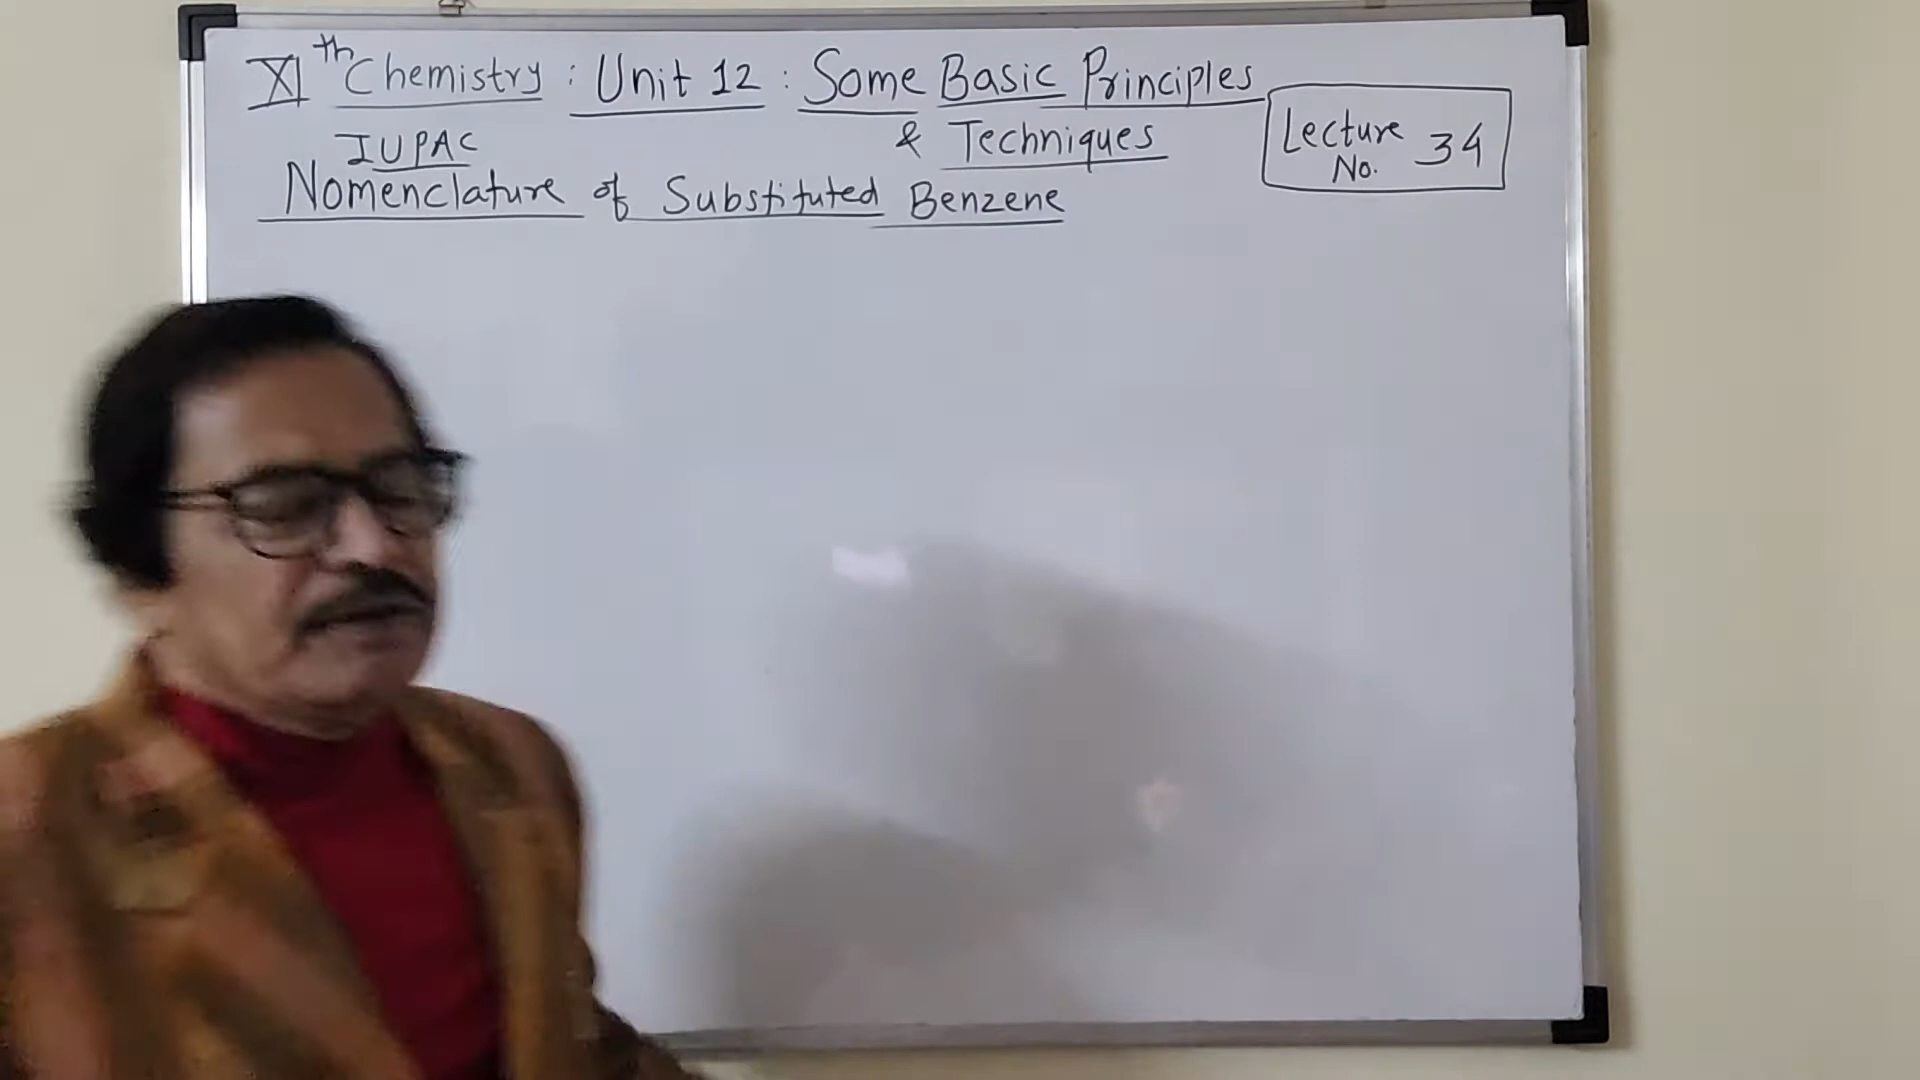 XI th Chemistry : Unit 12 : Some Basic Principles
& Techniques
Lecture No. 34
IUPAC
Nomenclature of Substituted Benzene